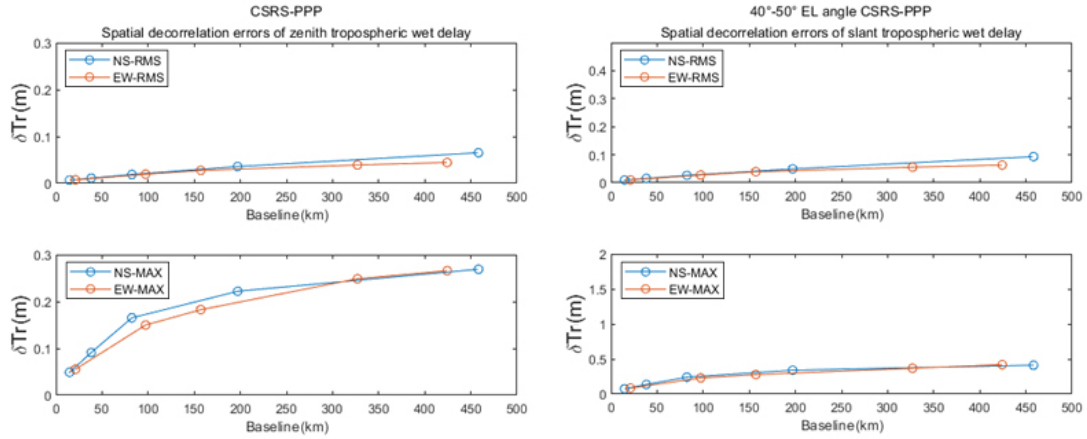 CSRS-PPP
Spatial decorrelation errors of zenith tropospheric wet delay
0.3
0.2
0.1
0
δTr(m)
NS-RMS
EW-RMS
0 50 100 150 200 250 300 350 400 450 500
Baseline(km)
40°-50° EL angle CSRS-PPP
Spatial decorrelation errors of slant tropospheric wet delay
0.4
0.3
0.2
0.1
0
δTr(m)
NS-RMS
EW-RMS
0 50 100 150 200 250 300 350 400 450 500
Baseline(km)
0.3
0.2
0.1
0
δTr(m)
NS-MAX
EW-MAX
0 50 100 150 200 250 300 350 400 450 500
Baseline(km)
2
1.5
1
0.5
0
δTr(m)
NS-MAX
EW-MAX
0 50 100 150 200 250 300 350 400 450 500
Baseline(km)